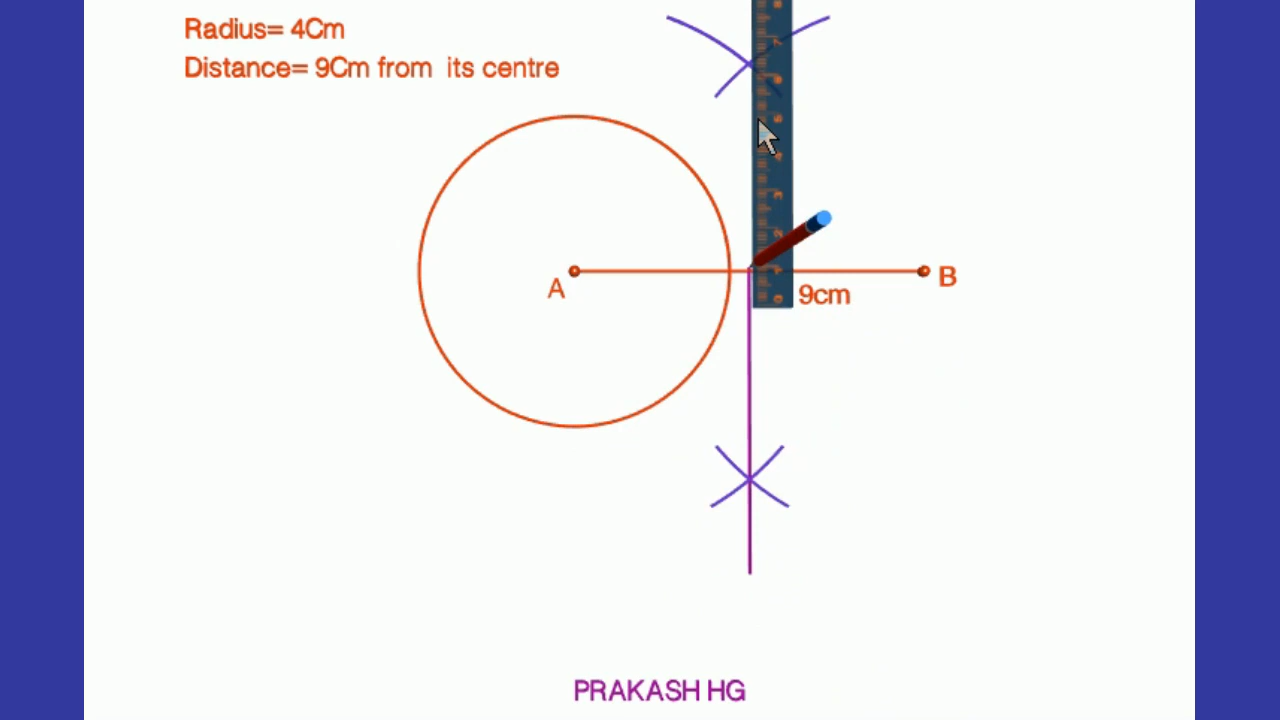 Radius= 4Cm
Distance= 9Cm from its centre
A
B
9cm
PRAKASH HG